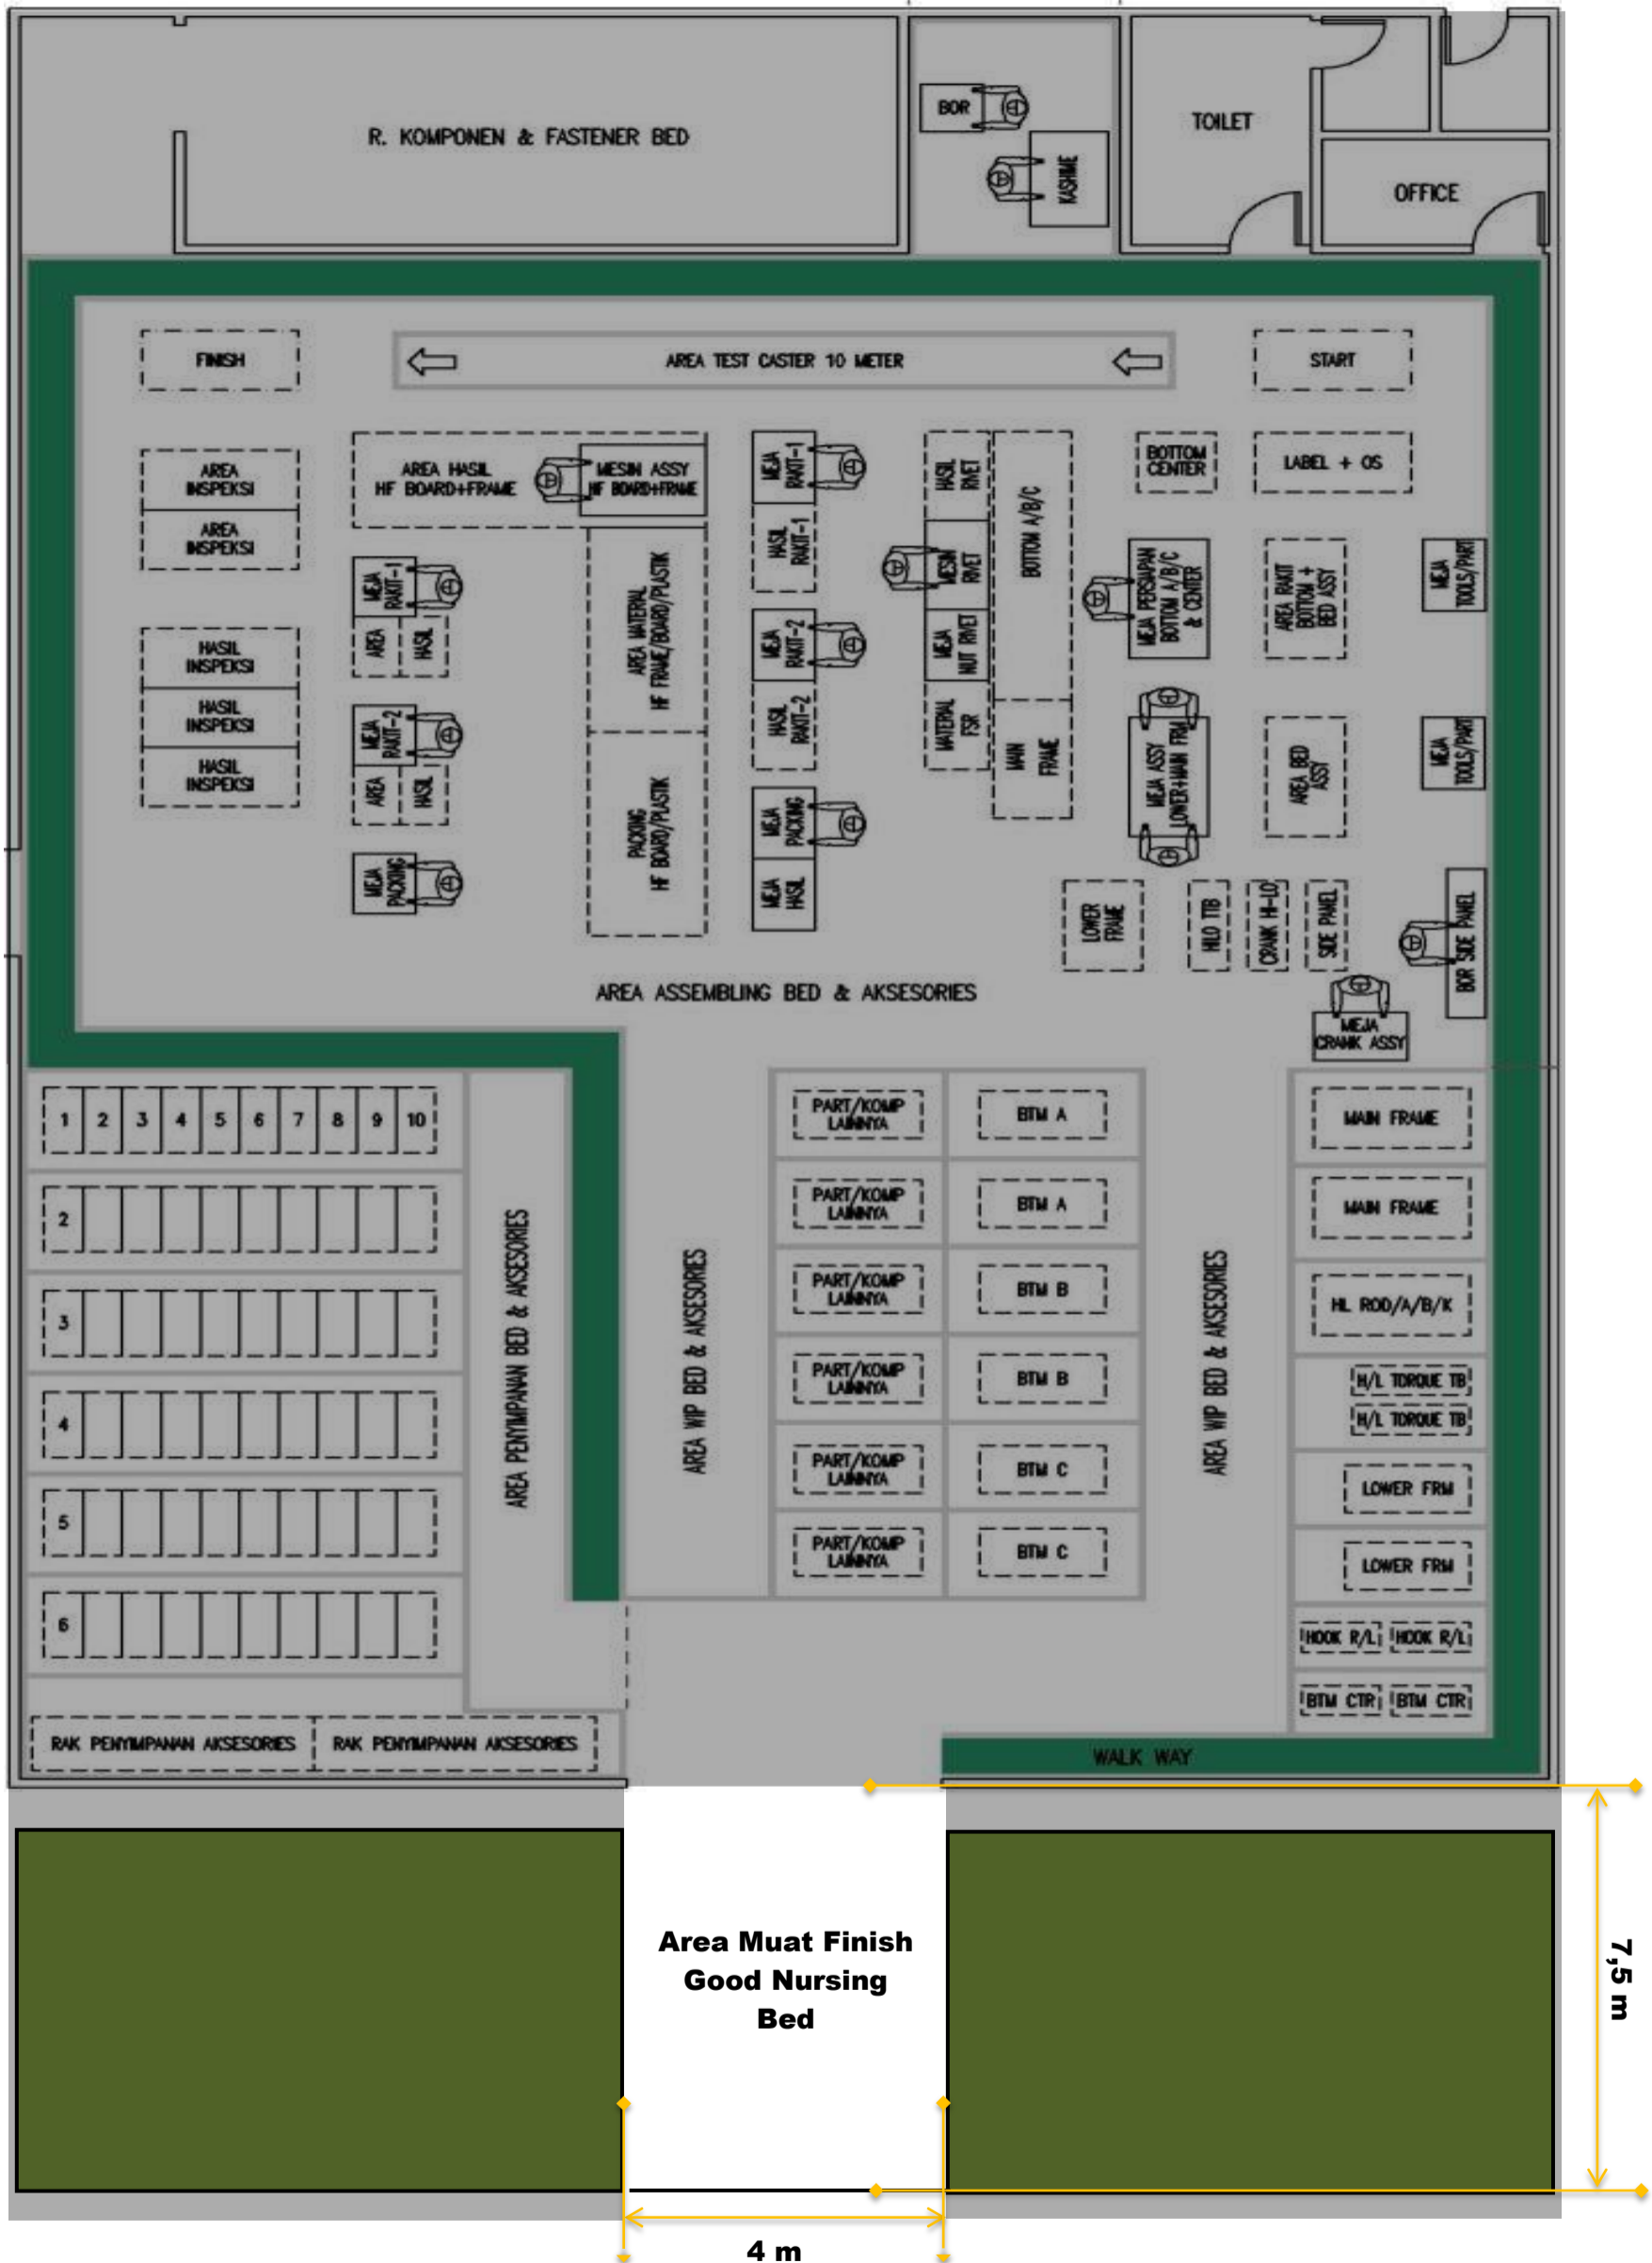 BOR
KASHIME
TOILET
OFFICE
R. KOMPONEN & FASTENER BED
FINISH
AREA TEST CASTER 10 METER
START
AREA
INSPEKSI
AREA
INSPEKSI
HASIL
INSPEKSI
HASIL
INSPEKSI
HASIL
INSPEKSI
AREA HASIL
HF BOARD+FRAME
MESIN ASSY
HF BOARD+FRAME
MEJA
RAKIT-1
AREA
HASIL
MEJA
RAKIT-2
AREA
HASIL
MEJA
PACKING
AREA MATERIAL
HF FRAME/BOARD/PLASTIK
PACKING
HF BOARD/PLASTIK
MEJA
RAKIT-1
HASIL
RAKIT-1
MEJA
RAKIT-2
HASIL
RAKIT-2
MEJA
PACKING
MEJA
HASIL
HASIL
RIVET
MESIN
RIVET
MEJA
NUT RIVET
MATERIAL
FSR
BOTTOM A/B/C
MAIN
FRAME
BOTTOM
CENTER
LABEL + OS
MEJA PERSIAPAN
BOTTOM A/B/C
& CENTER
AREA RAKIT
BOTTOM +
BED ASSY
MEJA
TOOLS/PART
MEJA ASSY
LOWER+MAIN FRM
AREA BED
ASSY
MEJA
TOOLS/PART
LOWER
FRAME
HILO TTB
CRANK HI-LO
SIDE PANEL
BOR SIDE PANEL
MEJA
CRANK ASSY
AREA ASSEMBLING BED & AKSESORIES
1 2 3 4 5 6 7 8 9 10
2
3
4
5
6
AREA PENYIMPANAN BED & AKSESORIES
RAK PENYIMPANAN AKSESORIES
RAK PENYIMPANAN AKSESORIES
AREA WIP BED & AKSESORIES
PART/KOMP
LAINNYA
BTM A
PART/KOMP
LAINNYA
BTM A
PART/KOMP
LAINNYA
BTM B
PART/KOMP
LAINNYA
BTM B
PART/KOMP
LAINNYA
BTM C
PART/KOMP
LAINNYA
BTM C
AREA WIP BED & AKSESORIES
MAIN FRAME
MAIN FRAME
HL ROD/A/B/K
H/L TORQUE TB
H/L TORQUE TB
LOWER FRM
LOWER FRM
HOOK R/L HOOK R/L
BTM CTR BTM CTR
WALK WAY
Area Muat Finish
Good Nursing
Bed
7,5 m
4 m